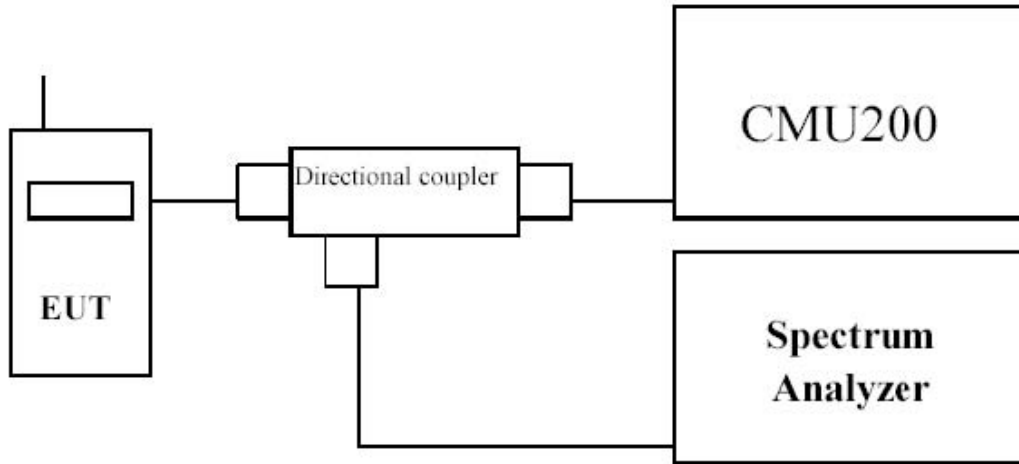 CMU200
Directional coupler
EUT
Spectrum
Analyzer